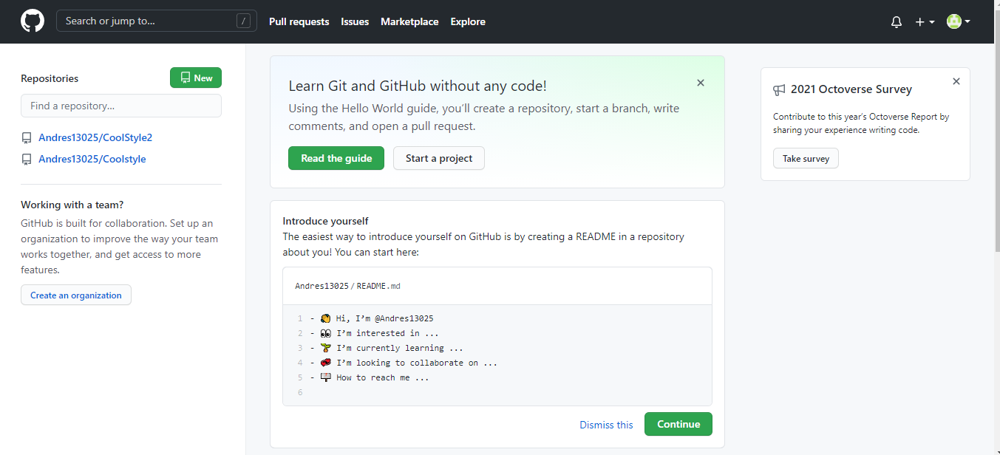 Search or jump to... /
Pull requests
Issues
Marketplace
Explore
Repositories
New
Find a repository...
Andres13025/CoolStyle2
Andres13025/Coolstyle
Working with a team?
GitHub is built for collaboration. Set up an
organization to improve the way your team
works together, and get access to more
features.
Create an organization
Learn Git and GitHub without any code!
Using the Hello World guide, you’ll create a repository, start a branch, write
comments, and open a pull request.
Read the guide
Start a project
Introduce yourself
The easiest way to introduce yourself on GitHub is by creating a README in a repository
about you! You can start here:
Andres13025/README.md
1 - 👋 Hi, I’m @Andres13025
2 - 👀 I’m interested in ...
3 - 🌱 I’m currently learning ...
4 - 💞️ I’m looking to collaborate on ...
5 - 📫 How to reach me ...
6
Dismiss this
Continue
2021 Octoverse Survey
Contribute to this year’s Octoverse Report by
sharing your experience writing code.
Take survey